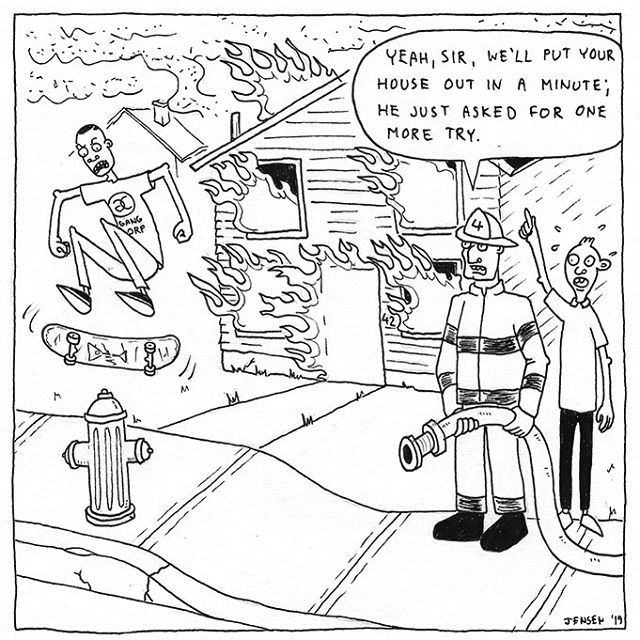 YEAH, SIR, WE'LL PUT YOUR
HOUSE OUT IN A MINUTE;
HE JUST ASKED FOR ONE
MORE TRY.
4
GANG
ORP
42
JENSEN '19